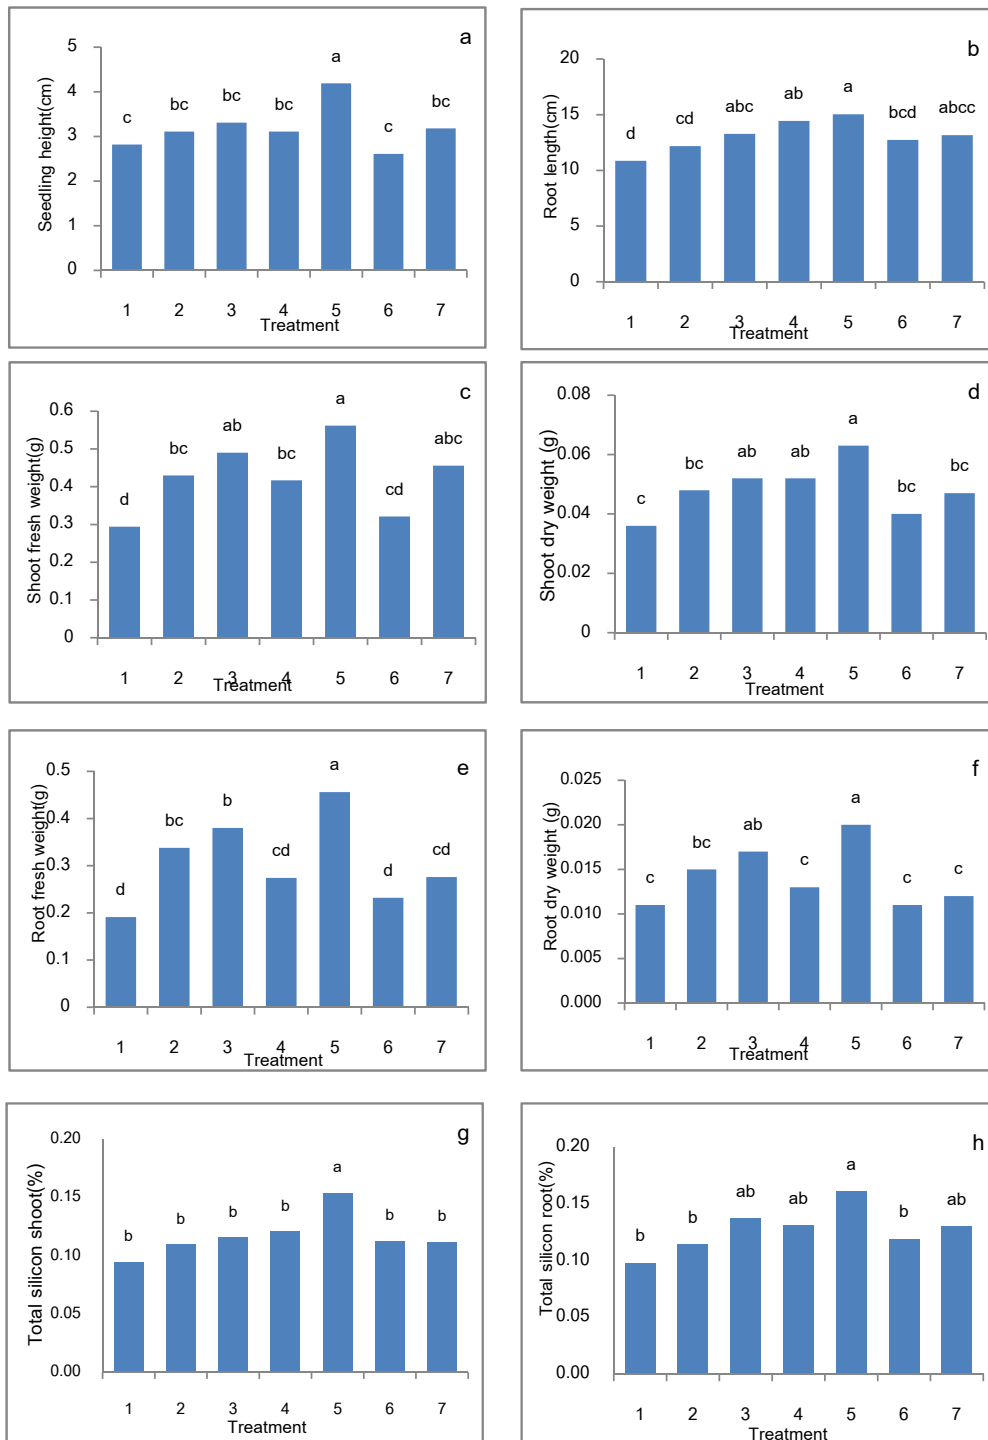 a
Seedling height(cm)
5
4
3
2
1
0
c bc bc bc a c bc
1 2 3 4 5 6 7
Treatment
b
Root length(cm)
20
15
10
5
0
d cd abc ab a bcd abcc
1 2 3 4 5 6 7
Treatment
c
Shoot fresh weight(g)
0.6
0.5
0.4
0.3
0.2
0.1
0
d bc ab bc a cd abc
1 2 3 4 5 6 7
Treatment
d
Shoot dry weight (g)
0.08
0.06
0.04
0.02
0
c bc ab ab a bc bc
1 2 3 4 5 6 7
Treatment
e
Root fresh weight(g)
0.5
0.4
0.3
0.2
0.1
0
d bc b cd a d cd
1 2 3 4 5 6 7
Treatment
f
Root dry weight (g)
0.025
0.020
0.015
0.010
0.005
0.000
c bc ab c a c c
1 2 3 4 5 6 7
Treatment
g
Total silicon shoot(%)
0.20
0.15
0.10
0.05
0.00
b b b b a b b
1 2 3 4 5 6 7
Treatment
h
Total silicon root(%)
0.20
0.15
0.10
0.05
0.00
b b ab ab a b ab
1 2 3 4 5 6 7
Treatment